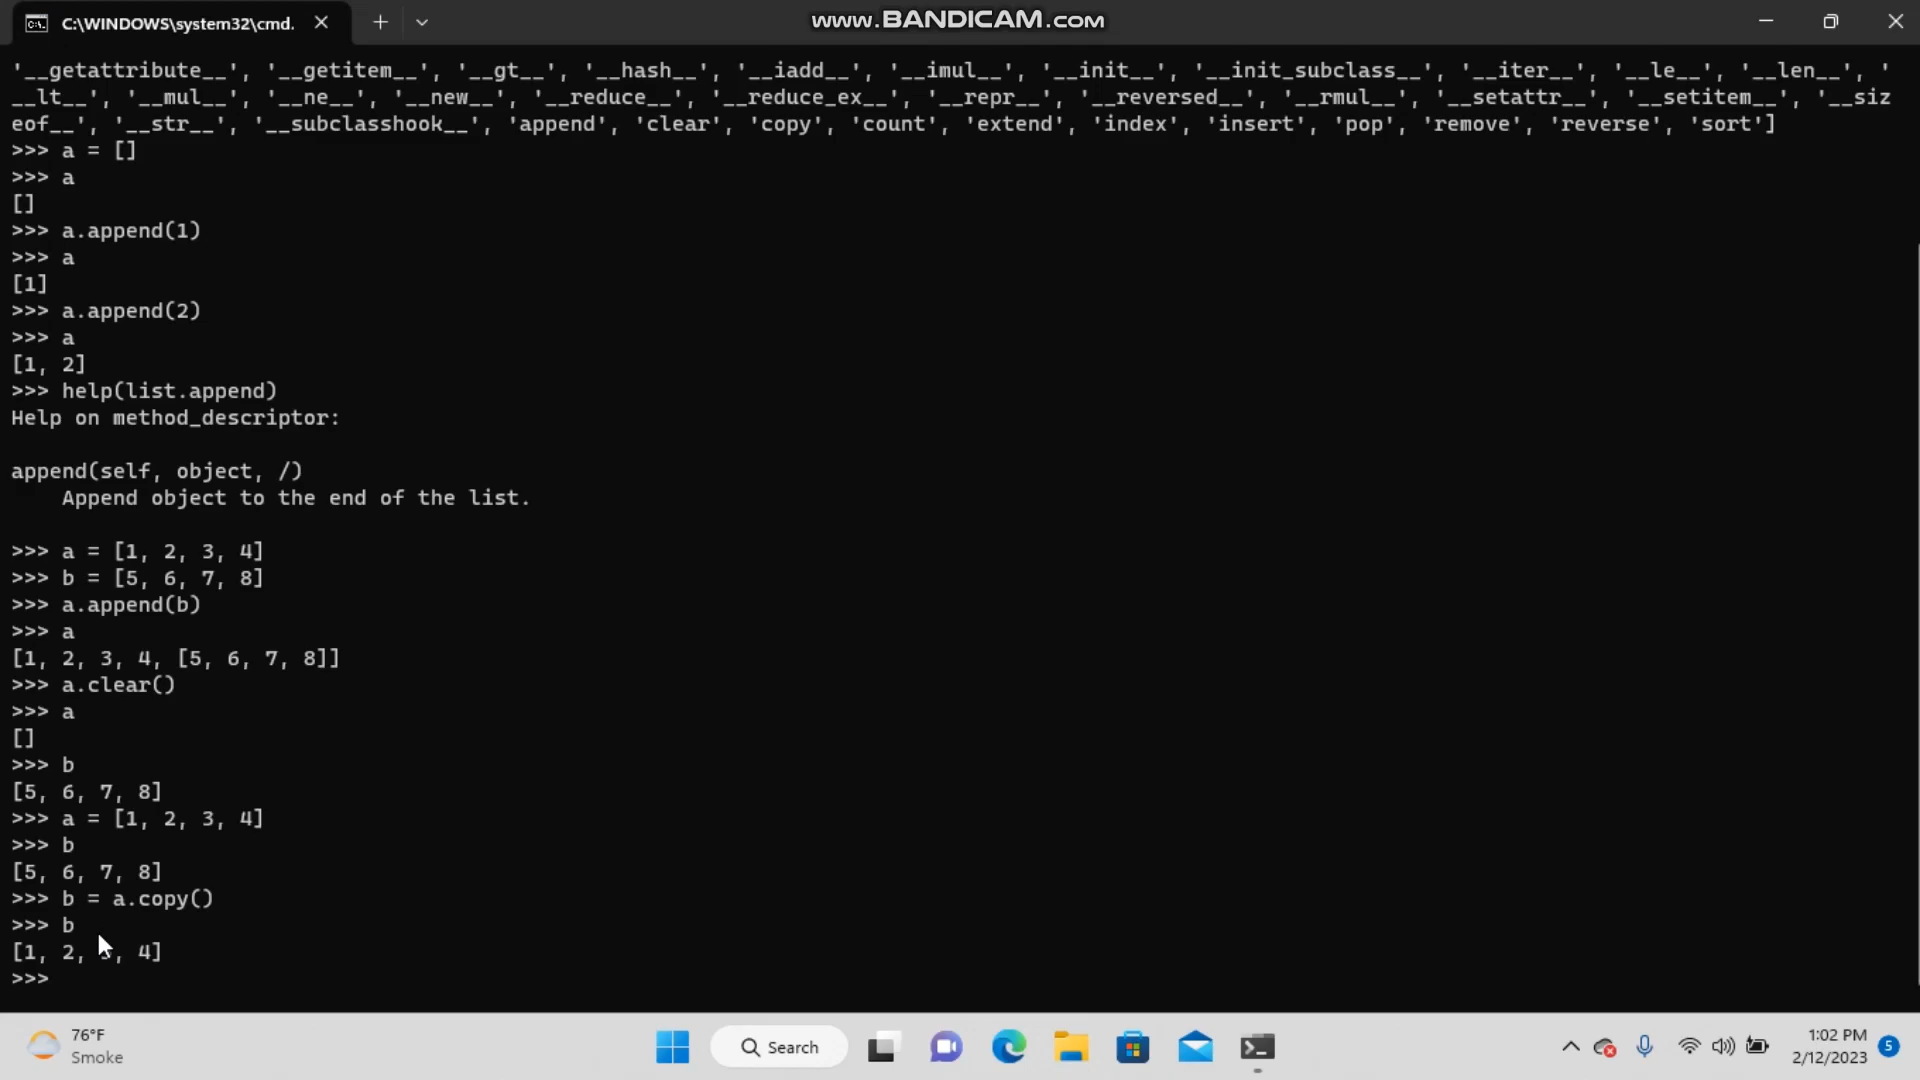 C:\WINDOWS\system32\cmd.
www.BANDICAM.com
'__getattribute__', '__getitem__', '__gt__', '__hash__', '__iadd__', '__imul__', '__init__', '__init_subclass__', '__iter__', '__le__', '__len__', '
__lt__', '__mul__', '__ne__', '__new__', '__reduce__', '__reduce_ex__', '__repr__', '__reversed__', '__rmul__', '__setattr__', '__setitem__', '__siz
eof__', '__str__', '__subclasshook__', 'append', 'clear', 'copy', 'count', 'extend', 'index', 'insert', 'pop', 'remove', 'reverse', 'sort']
>>> a = []
>>> a
[]
>>> a.append(1)
>>> a
[1]
>>> a.append(2)
>>> a
[1, 2]
>>> help(list.append)
Help on method_descriptor:
append(self, object, /)
Append object to the end of the list.
>>> a = [1, 2, 3, 4]
>>> b = [5, 6, 7, 8]
>>> a.append(b)
>>> a
[1, 2, 3, 4, [5, 6, 7, 8]]
>>> a.clear()
>>> a
[]
>>> b
[5, 6, 7, 8]
>>> a = [1, 2, 3, 4]
>>> b
[5, 6, 7, 8]
>>> b = a.copy()
>>> b
[1, 2, 3, 4]
>>>
76°F
Smoke
Search
1:02 PM
2/12/2023
5